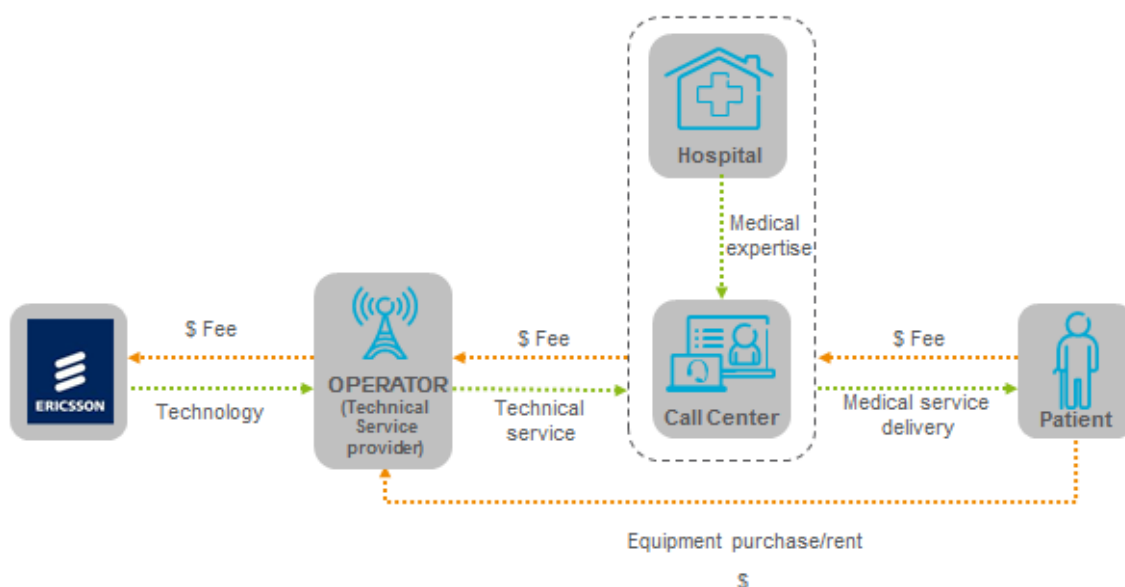 Hospital
Medical
expertise
$ Fee
$ Fee
$ Fee
ERICSSON
Technology
OPERATOR
(Technical
Service
provider)
Technical
service
Call Center
Medical service
delivery
Patient
Equipment purchase/rent
$